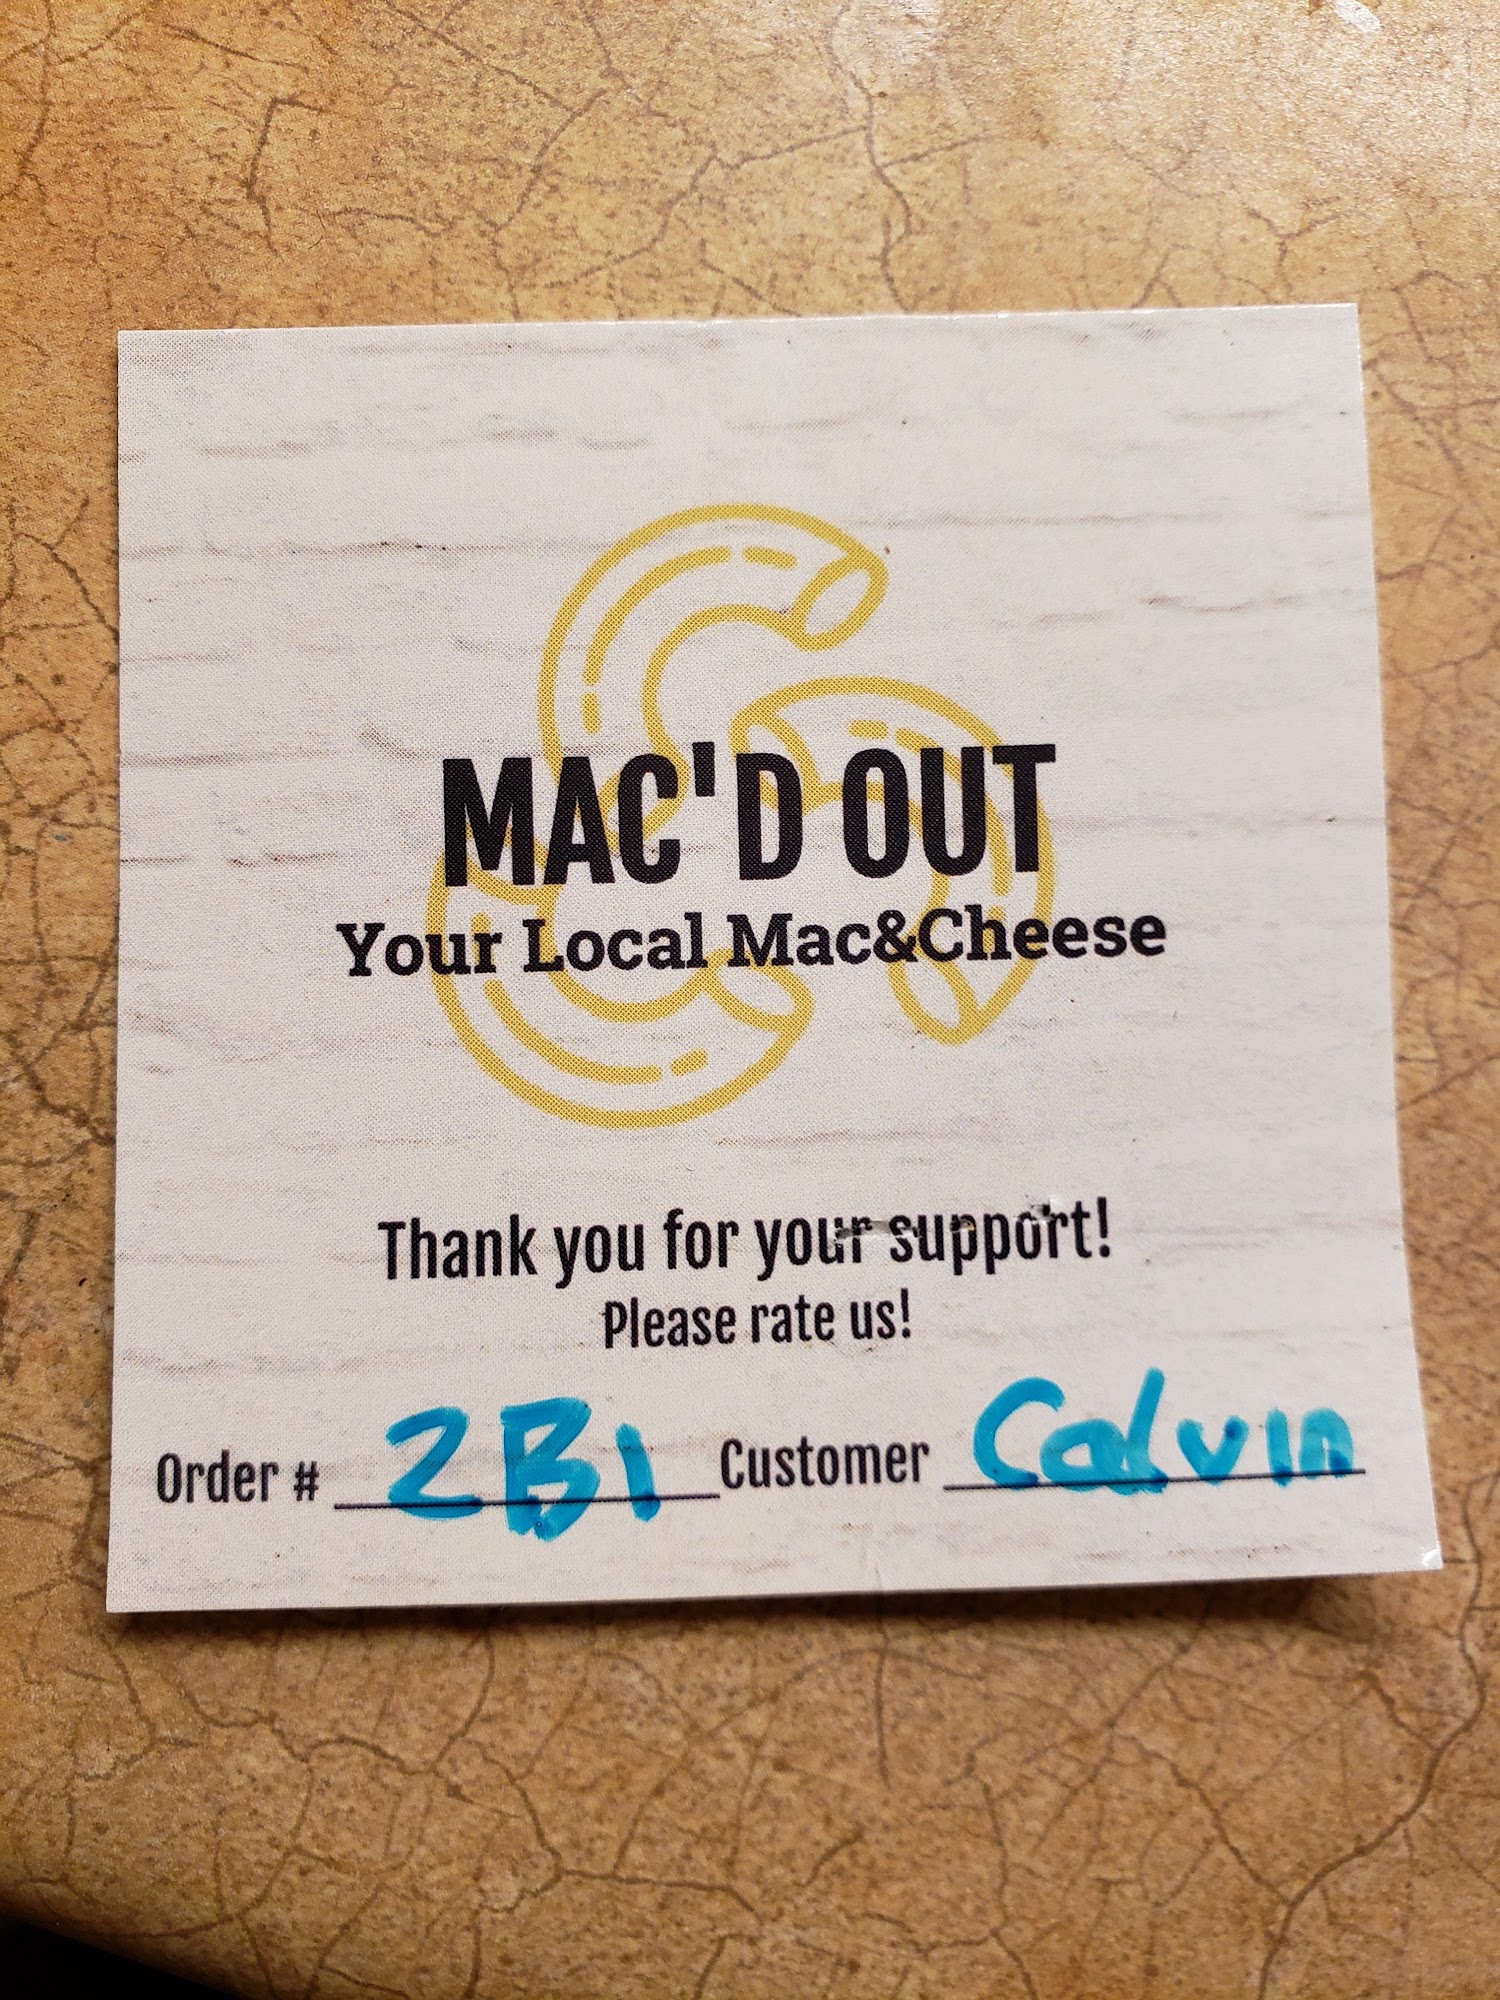 MAC'D OUT
Your Local Mac&Cheese
Thank you for your support!
Please rate us!
Order # 2B1 Customer Calvin